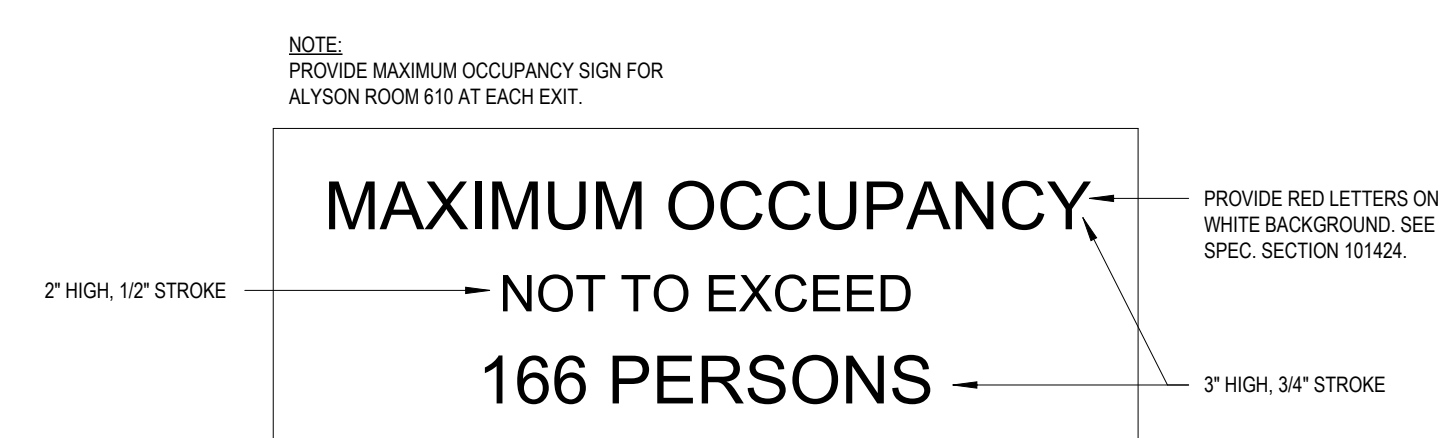 NOTE:
PROVIDE MAXIMUM OCCUPANCY SIGN FOR
ALYSON ROOM 610 AT EACH EXIT.
MAXIMUM OCCUPANCY
PROVIDE RED LETTERS ON
WHITE BACKGROUND. SEE
SPEC. SECTION 101424.
2" HIGH, 1/2" STROKE
NOT TO EXCEED
166 PERSONS
3" HIGH, 3/4" STROKE